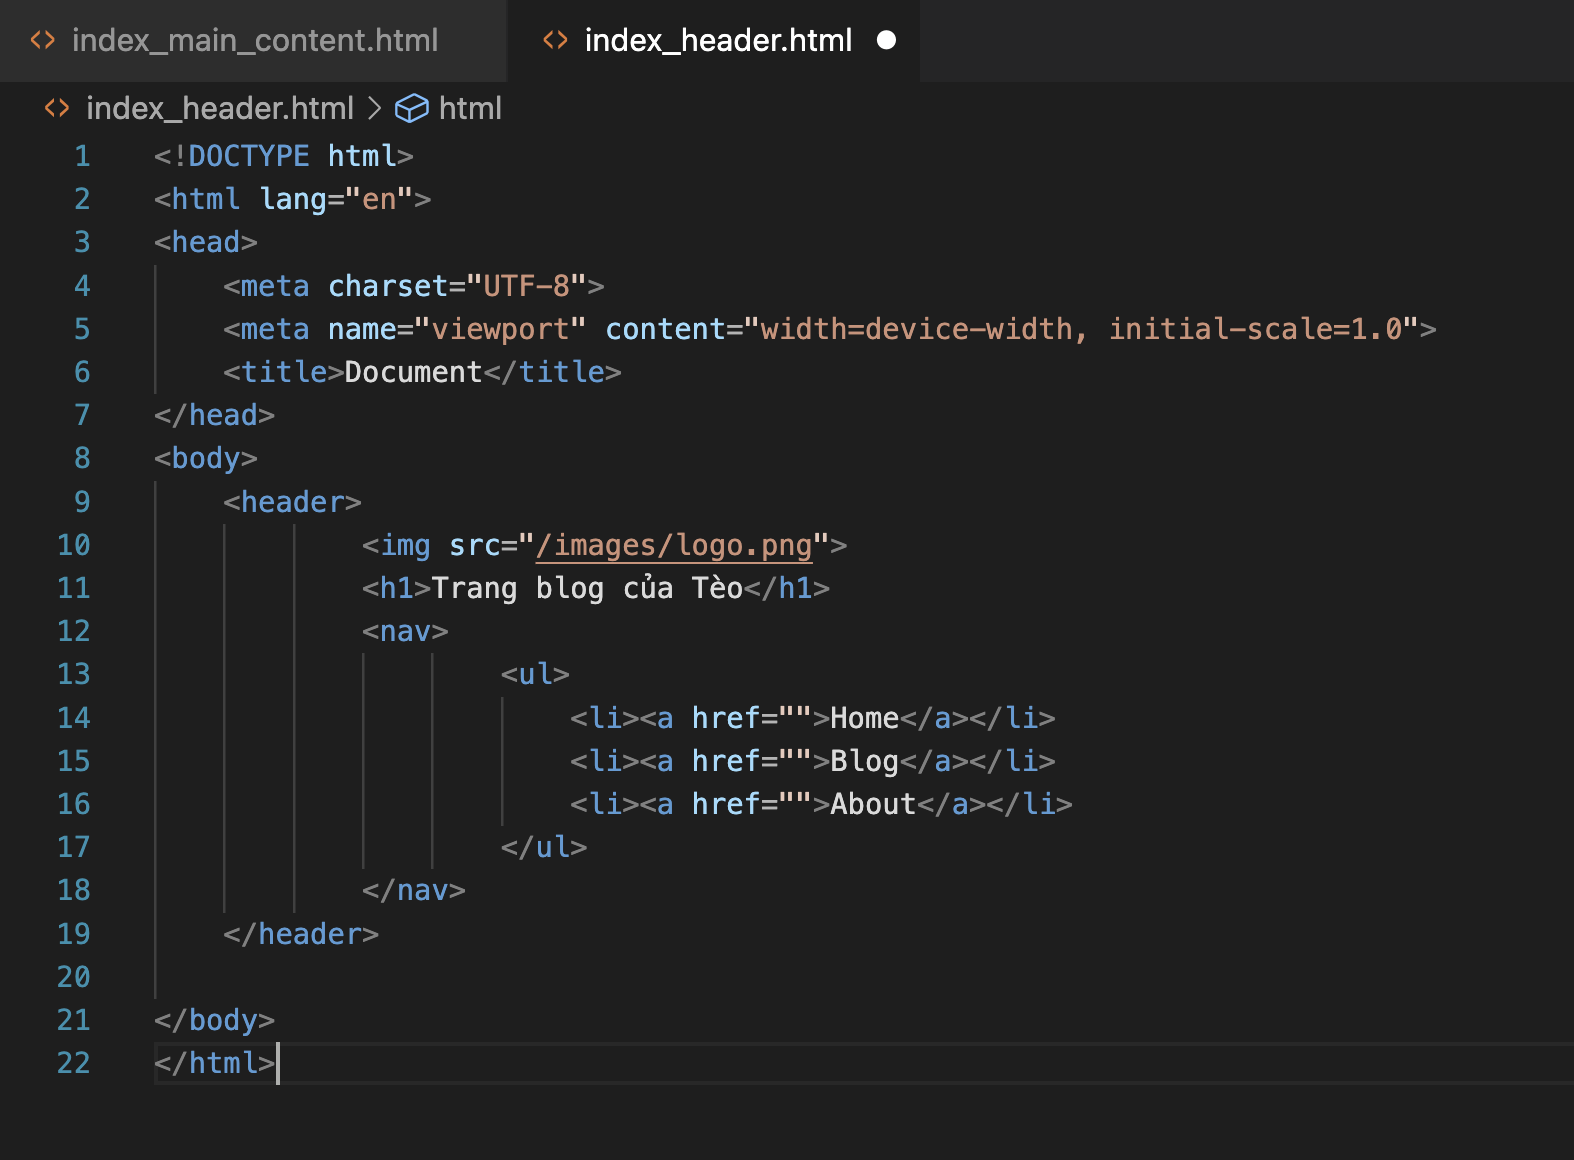 index_main_content.html
index_header.html
index_header.html > html
1 <!DOCTYPE html>
2 <html lang="en">
3 <head>
4     <meta charset="UTF-8">
5     <meta name="viewport" content="width=device-width, initial-scale=1.0">
6     <title>Document</title>
7 </head>
8 <body>
9     <header>
10             <img src="/images/logo.png">
11             <h1>Trang blog của Tèo</h1>
12             <nav>
13                     <ul>
14                         <li><a href="">Home</a></li>
15                         <li><a href="">Blog</a></li>
16                         <li><a href="">About</a></li>
17                     </ul>
18             </nav>
19     </header>
20
21 </body>
22 </html>